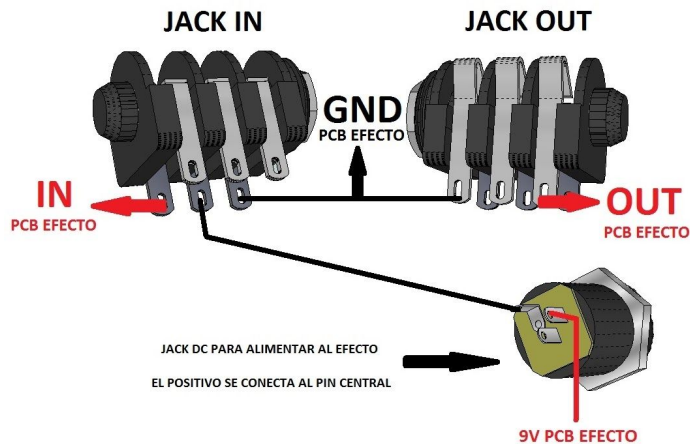 JACK IN
JACK OUT
GND
PCB EFECTO
IN
PCB EFECTO
OUT
PCB EFECTO
JACK DC PARA ALIMENTAR AL EFECTO
EL POSITIVO SE CONECTA AL PIN CENTRAL
9V PCB EFECTO